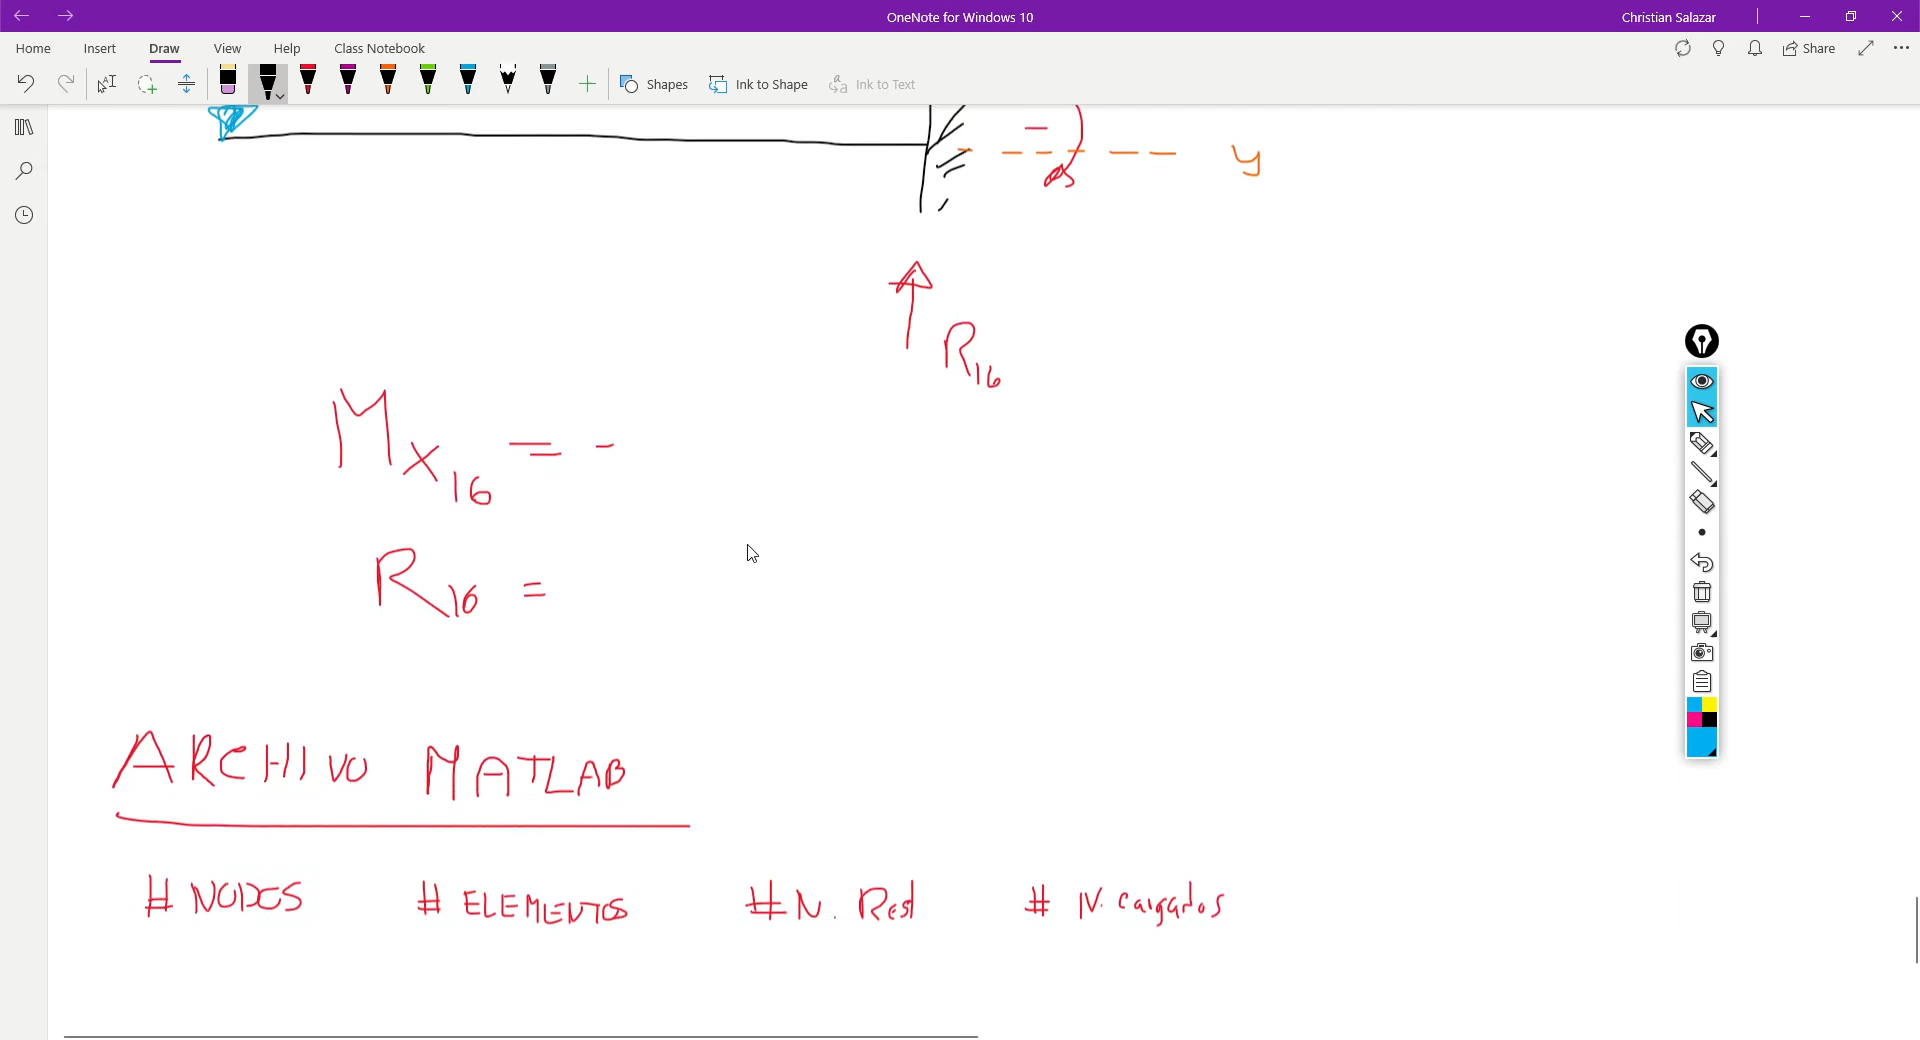 OneNote for Windows 10
Christian Salazar
Home Insert Draw View Help Class Notebook
Share
Shapes Ink to Shape Ink to Text
y
R16
Mx16 = -
R16 =
ARCHIVO MATLAB
# NODOS # ELEMENTOS # N. Rest # N. cargados